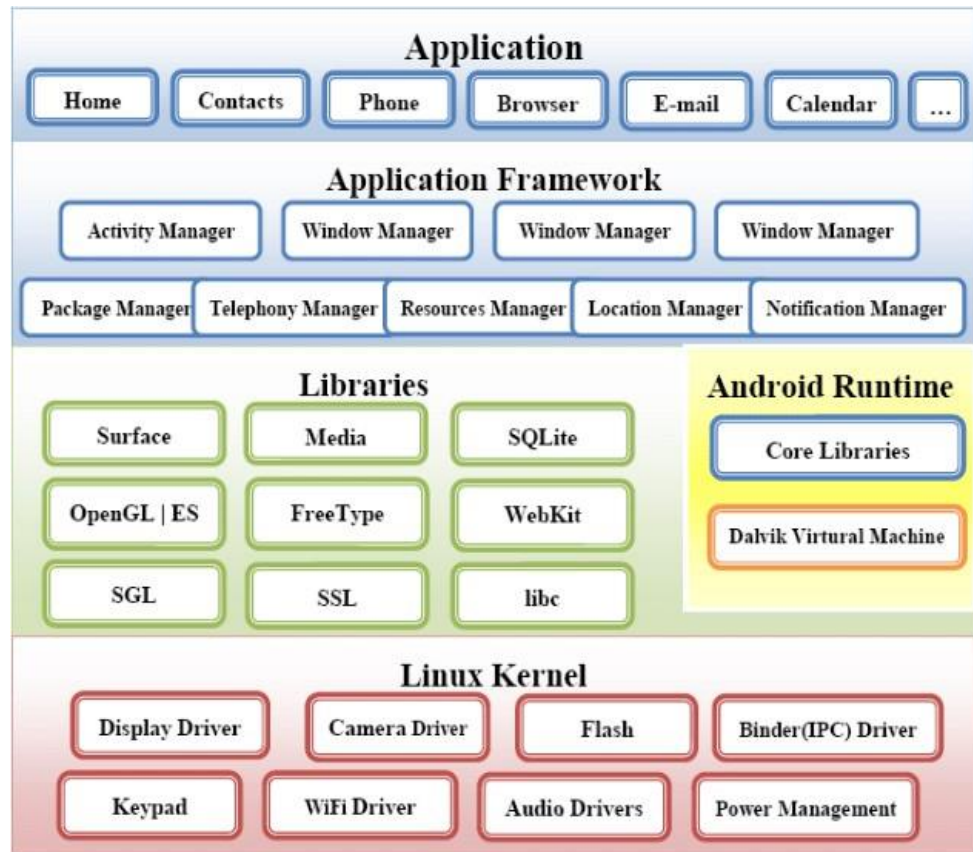 Application
Home Contacts Phone Browser E-mail Calendar ...
Application Framework
Activity Manager Window Manager Window Manager Window Manager
Package Manager Telephony Manager Resources Manager Location Manager Notification Manager
Libraries
Surface Media SQLite
OpenGL | ES FreeType WebKit
SGL SSL libc
Android Runtime
Core Libraries
Dalvik Virtural Machine
Linux Kernel
Display Driver Camera Driver Flash Binder(IPC) Driver
Keypad WiFi Driver Audio Drivers Power Management